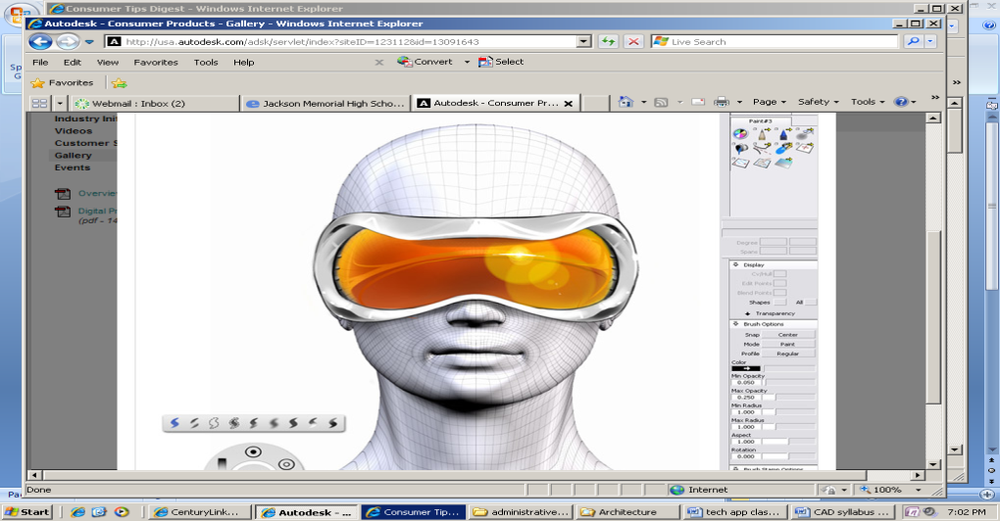 Consumer Tips Digest - Windows Internet Explorer
Autodesk - Consumer Products - Gallery - Windows Internet Explorer
http://usa.autodesk.com/adsk/servlet/index?siteID=123112&id=13091643
Live Search
File Edit View Favorites Tools Help
Convert Select
Favorites
Webmail : Inbox (2)
Jackson Memorial High Scho...
Autodesk - Consumer Pr...
Page Safety Tools
Sp
G
Industry Ini
Videos
Customer S
Gallery
Events
Overview
Digital Pr
(pdf - 14
Paint#3
Degree
Spans
Display
CV/Hull
Edit Points
Blend Points
Shapes All
Transparency
Brush Options
Snap Center
Mode Paint
Profile Regular
Color
Min Opacity
0.050
Max Opacity
0.250
Min Radius
1.000
Max Radius
1.000
Aspect
1.000
Rotation
0.000
Brush Stamp Options
Done
Internet
100%
Pa
Start
Autodesk - ...
CenturyLink...
Consumer Tip...
administrative...
Architecture
tech app clas...
CAD syllabus ...
7:02 PM